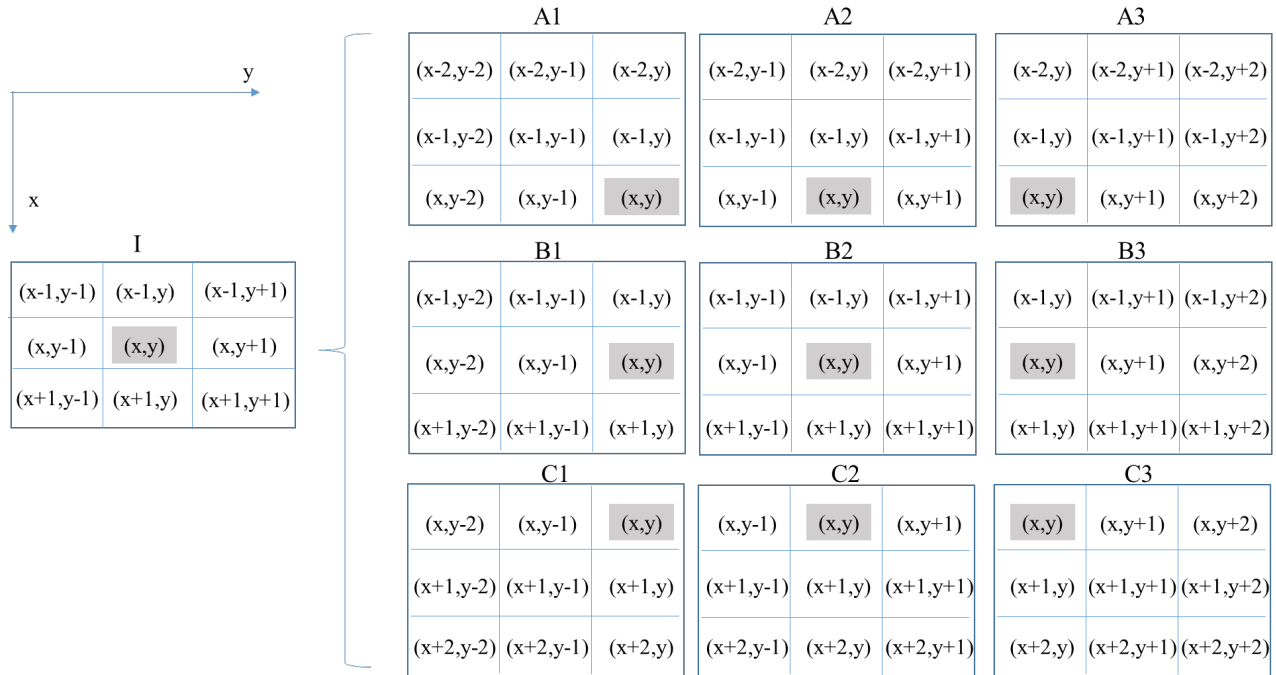 A1 A2 A3
(x-2,y-2) (x-2,y-1) (x-2,y) (x-2,y-1) (x-2,y) (x-2,y+1) (x-2,y) (x-2,y+1) (x-2,y+2)
y
(x-1,y-2) (x-1,y-1) (x-1,y) (x-1,y-1) (x-1,y) (x-1,y+1) (x-1,y) (x-1,y+1) (x-1,y+2)
x
(x,y-2) (x,y-1) (x,y) (x,y-1) (x,y) (x,y+1) (x,y) (x,y+1) (x,y+2)
I
B1 B2 B3
(x-1,y-1) (x-1,y) (x-1,y+1)
(x-1,y-2) (x-1,y-1) (x-1,y) (x-1,y-1) (x-1,y) (x-1,y+1) (x-1,y) (x-1,y+1) (x-1,y+2)
(x,y-1) (x,y) (x,y+1)
(x,y-2) (x,y-1) (x,y) (x,y-1) (x,y) (x,y+1) (x,y) (x,y+1) (x,y+2)
(x+1,y-1) (x+1,y) (x+1,y+1)
(x+1,y-2) (x+1,y-1) (x+1,y) (x+1,y-1) (x+1,y) (x+1,y+1) (x+1,y) (x+1,y+1) (x+1,y+2)
C1 C2 C3
(x,y-2) (x,y-1) (x,y) (x,y-1) (x,y) (x,y+1) (x,y) (x,y+1) (x,y+2)
(x+1,y-2) (x+1,y-1) (x+1,y) (x+1,y-1) (x+1,y) (x+1,y+1) (x+1,y) (x+1,y+1) (x+1,y+2)
(x+2,y-2) (x+2,y-1) (x+2,y) (x+2,y-1) (x+2,y) (x+2,y+1) (x+2,y) (x+2,y+1) (x+2,y+2)